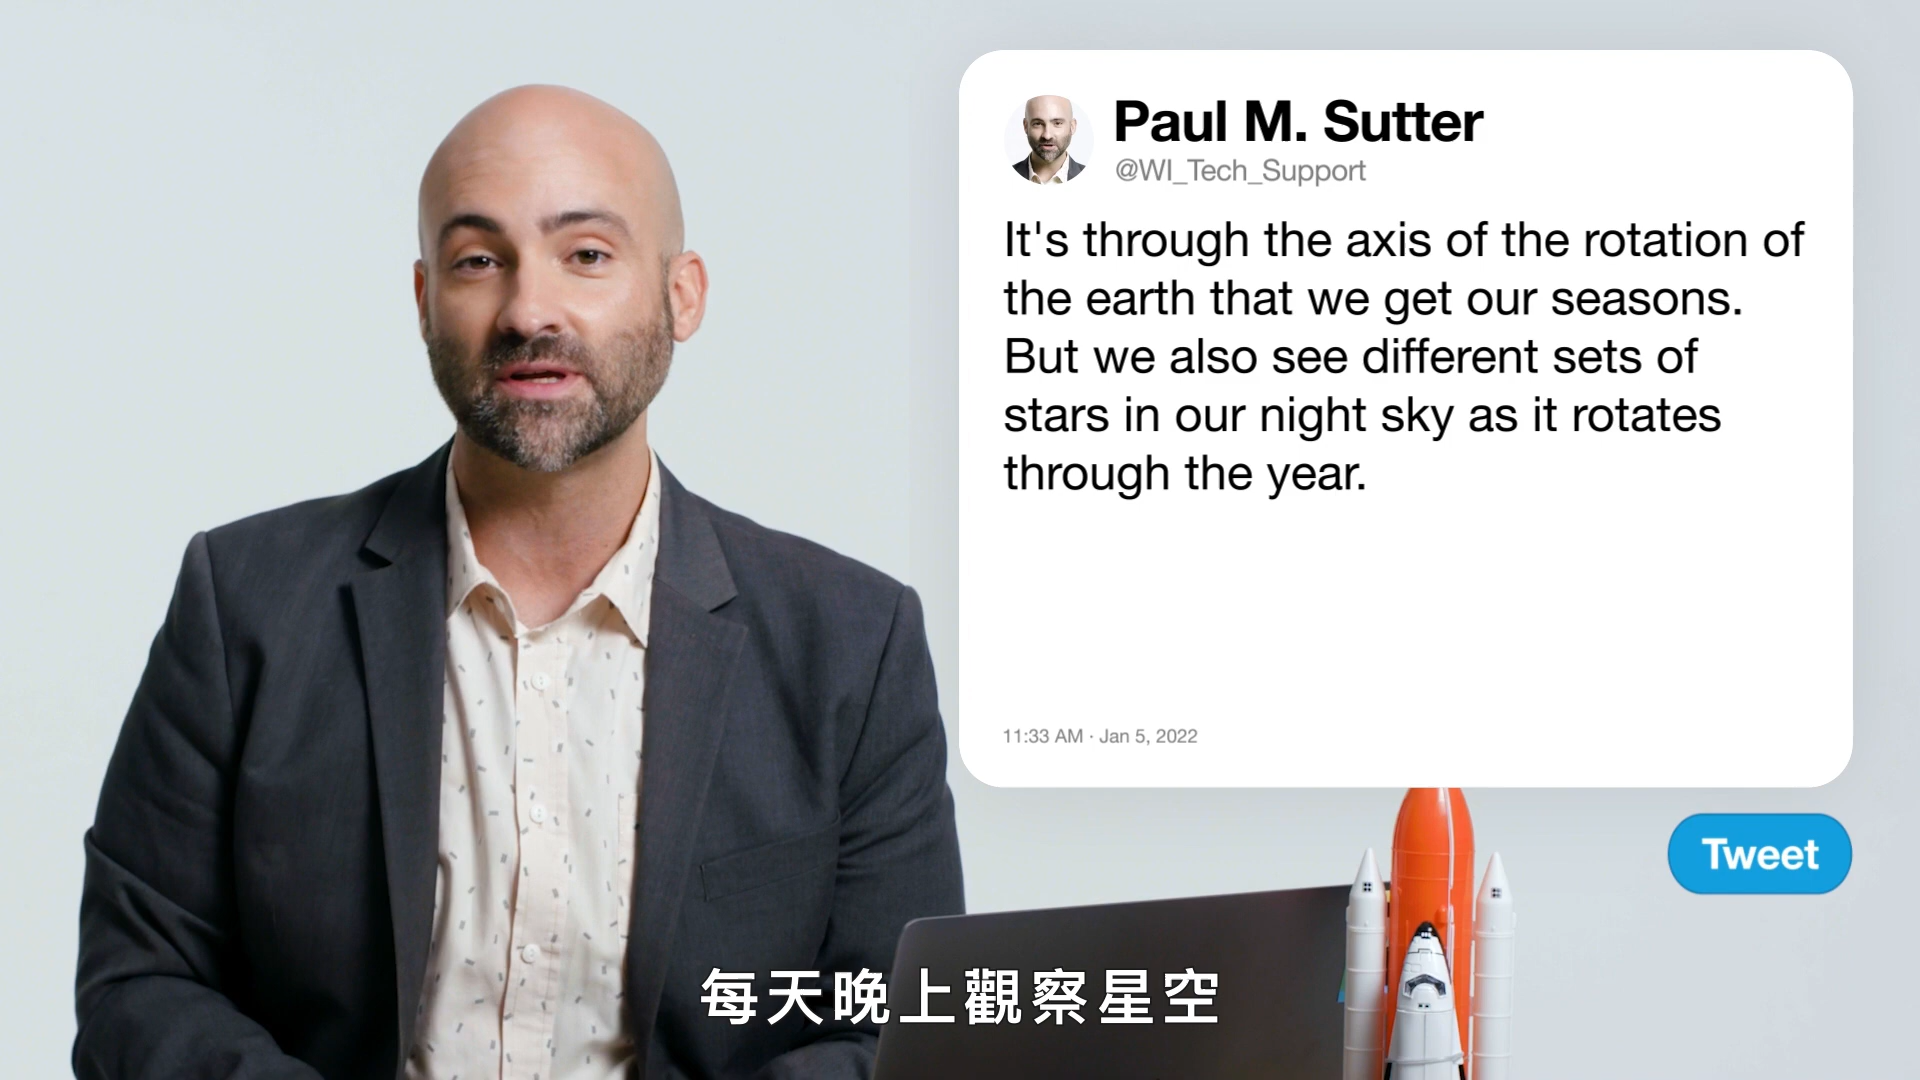 Paul M. Sutter
@WI_Tech_Support
It's through the axis of the rotation of
the earth that we get our seasons.
But we also see different sets of
stars in our night sky as it rotates
through the year.
11:33 AM · Jan 5, 2022
Tweet
每天晚上觀察星空